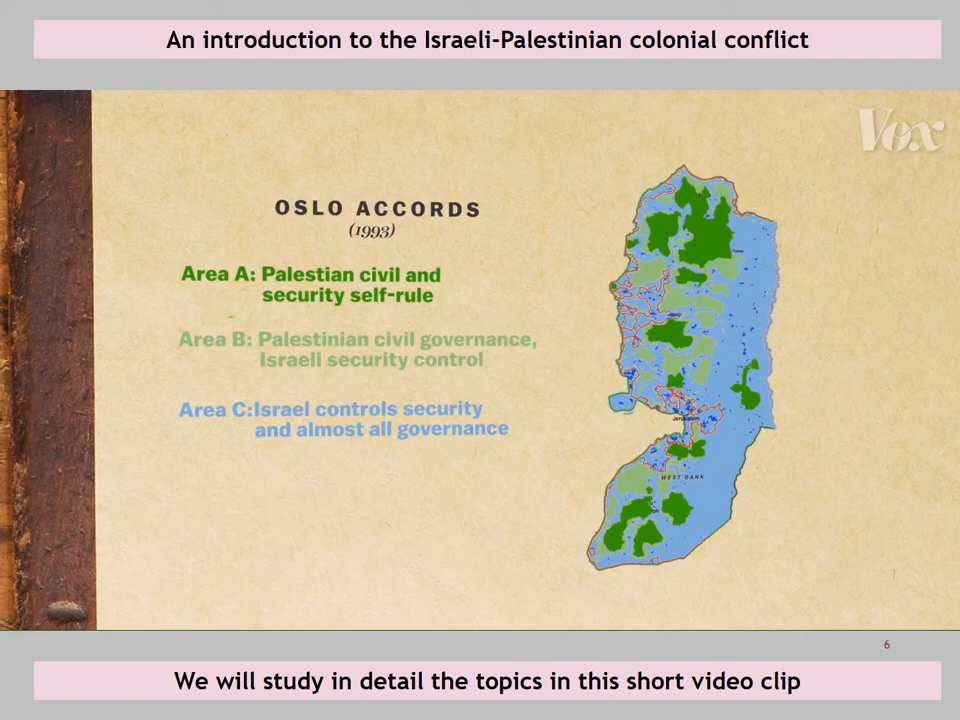 An introduction to the Israeli-Palestinian colonial conflict
Vox
OSLO ACCORDS
(1993)
Area A: Palestian civil and
security self-rule
Area B: Palestinian civil governance,
Israeli security control
Area C:Israel controls security
and almost all governance
Jerusalem
WEST BANK
6
We will study in detail the topics in this short video clip